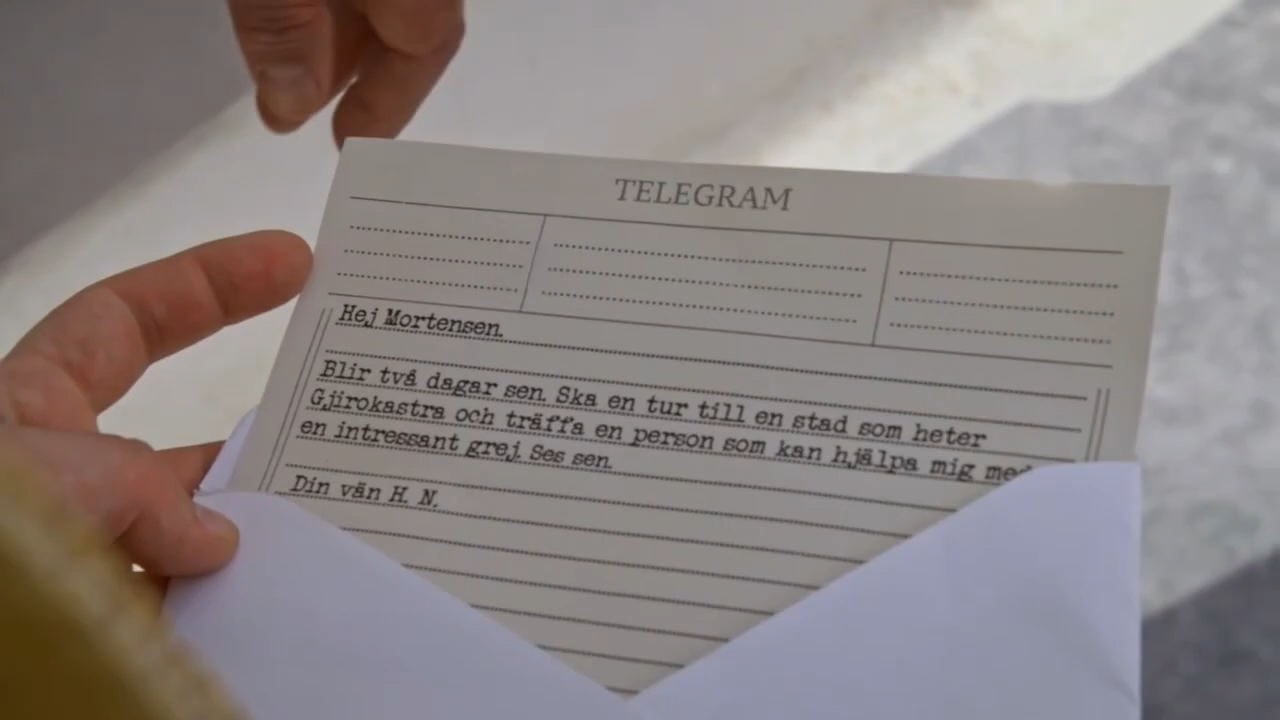 TELEGRAM
Hej Mortensen.
Blir två dagar sen. Ska en tur till en stad som heter
Gjirokastra och träffa en person som kan hjälpa mig med
en intressant grej. Ses sen.
Din vän H. N.